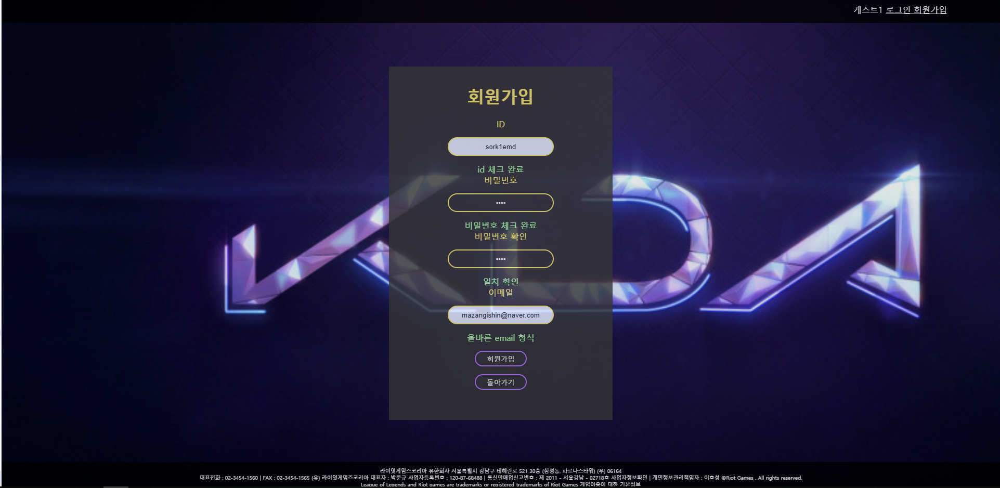 게스트1 로그인 회원가입
회원가입
ID
sork1emd
id 체크 완료
비밀번호
••••
비밀번호 체크 완료
비밀번호 확인
••••
일치 확인
이메일
mazangishin@naver.com
올바른 email 형식
회원가입
돌아가기
라이엇게임즈코리아 유한회사 서울특별시 강남구 테헤란로 521 30층 (삼성동, 파르나스타워) (우) 06164
대표전화 : 02-3454-1560 | FAX : 02-3454-1565 (유) 라이엇게임즈코리아 대표자 : 박준규 사업자등록번호 : 120-87-68488 | 통신판매업신고번호 : 제 2011 - 서울강남 - 02718호 사업자정보확인 | 개인정보관리책임자 : 이효성 ©Riot Games . All rights reserved.
League of Legends and Riot games are trademarks or registered trademarks of Riot Games 게임이용에 대한 기본정보